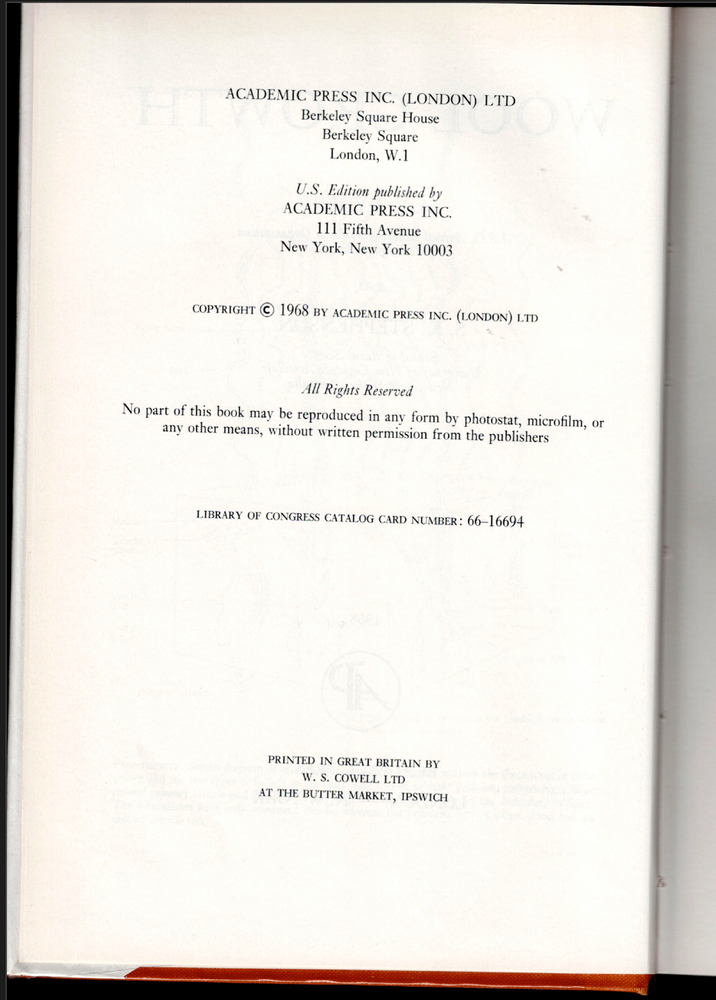 ACADEMIC PRESS INC. (LONDON) LTD
Berkeley Square House
Berkeley Square
London, W.1
U.S. Edition published by
ACADEMIC PRESS INC.
111 Fifth Avenue
New York, New York 10003
COPYRIGHT © 1968 BY ACADEMIC PRESS INC. (LONDON) LTD
All Rights Reserved
No part of this book may be reproduced in any form by photostat, microfilm, or
any other means, without written permission from the publishers
LIBRARY OF CONGRESS CATALOG CARD NUMBER: 66–16694
PRINTED IN GREAT BRITAIN BY
W. S. COWELL LTD
AT THE BUTTER MARKET, IPSWICH